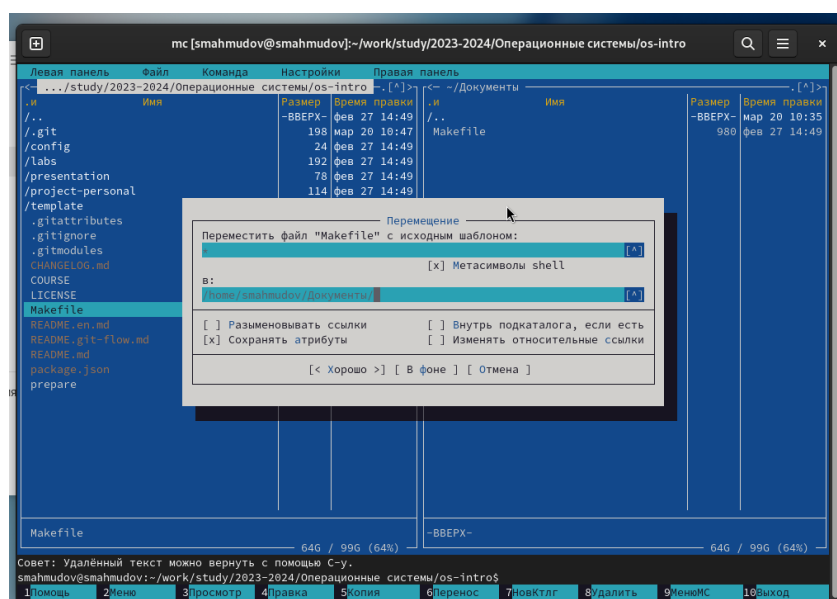 mc [smahmudov@smahmudov]:~/work/study/2023-2024/Операционные системы/os-intro
Левая панель Файл Команда Настройки Правая панель
<— .../study/2023-2024/Операционные системы/os-intro —.[^]> <— ~/Документы .[^]>
.и Имя Размер Время правки .и Имя Размер Время правки
/.. -ВВЕРХ- фев 27 14:49 /.. -ВВЕРХ- мар 20 10:35
/.git 198 мар 20 10:47 Makefile 980 фев 27 14:49
/config 24 фев 27 14:49
/labs 192 фев 27 14:49
/presentation 78 фев 27 14:49
/project-personal 114 фев 27 14:49
/template
.gitattributes
.gitignore
.gitmodules
CHANGELOG.md
COURSE
LICENSE
Makefile
README.en.md
README.git-flow.md
README.md
package.json
prepare
Перемещение
Переместить файл "Makefile" с исходным шаблоном:
* [^]
[x] Метасимволы shell
в:
/home/smahmudov/Документы/ [^]
[ ] Разыменовывать ссылки [ ] Внутрь подкаталога, если есть
[x] Сохранять атрибуты [ ] Изменять относительные ссылки
[< Хорошо >] [ В фоне ] [ Отмена ]
Makefile -ВВЕРХ-
64G / 99G (64%) 64G / 99G (64%)
Совет: Удалённый текст можно вернуть с помощью C-y.
smahmudov@smahmudov:~/work/study/2023-2024/Операционные системы/os-intro$
1Помощь 2Меню 3Просмотр 4Правка 5Копия 6Перенос 7НовКтлг 8Удалить 9МенюМС 10Выход